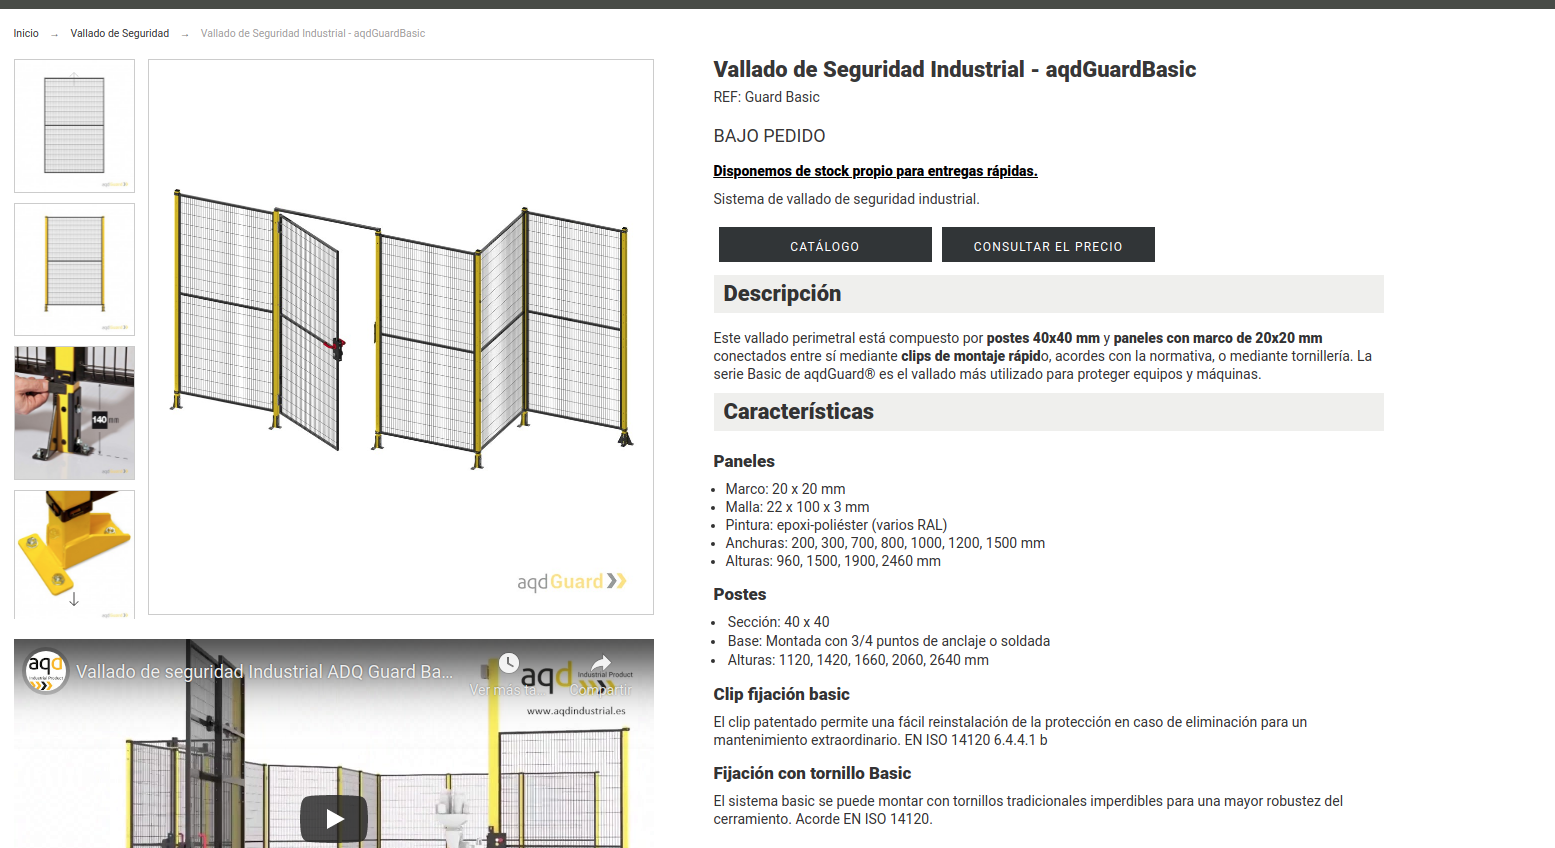 Inicio → Vallado de Seguridad → Vallado de Seguridad Industrial - aqdGuardBasic
140 mm
aqdGuard
Vallado de seguridad Industrial ADQ Guard Ba...
Ver más ta...
Compartir
aqd
Industrial Product
aqd
Industrial Product
www.aqdindustrial.es
Vallado de Seguridad Industrial - aqdGuardBasic
REF: Guard Basic
BAJO PEDIDO
Disponemos de stock propio para entregas rápidas.
Sistema de vallado de seguridad industrial.
CATÁLOGO
CONSULTAR EL PRECIO
Descripción
Este vallado perimetral está compuesto por postes 40x40 mm y paneles con marco de 20x20 mm
conectados entre sí mediante clips de montaje rápido, acordes con la normativa, o mediante tornillería. La
serie Basic de aqdGuard® es el vallado más utilizado para proteger equipos y máquinas.
Características
Paneles
• Marco: 20 x 20 mm
• Malla: 22 x 100 x 3 mm
• Pintura: epoxi-poliéster (varios RAL)
• Anchuras: 200, 300, 700, 800, 1000, 1200, 1500 mm
• Alturas: 960, 1500, 1900, 2460 mm
Postes
• Sección: 40 x 40
• Base: Montada con 3/4 puntos de anclaje o soldada
• Alturas: 1120, 1420, 1660, 2060, 2640 mm
Clip fijación basic
El clip patentado permite una fácil reinstalación de la protección en caso de eliminación para un
mantenimiento extraordinario. EN ISO 14120 6.4.4.1 b
Fijación con tornillo Basic
El sistema basic se puede montar con tornillos tradicionales imperdibles para una mayor robustez del
cerramiento. Acorde EN ISO 14120.